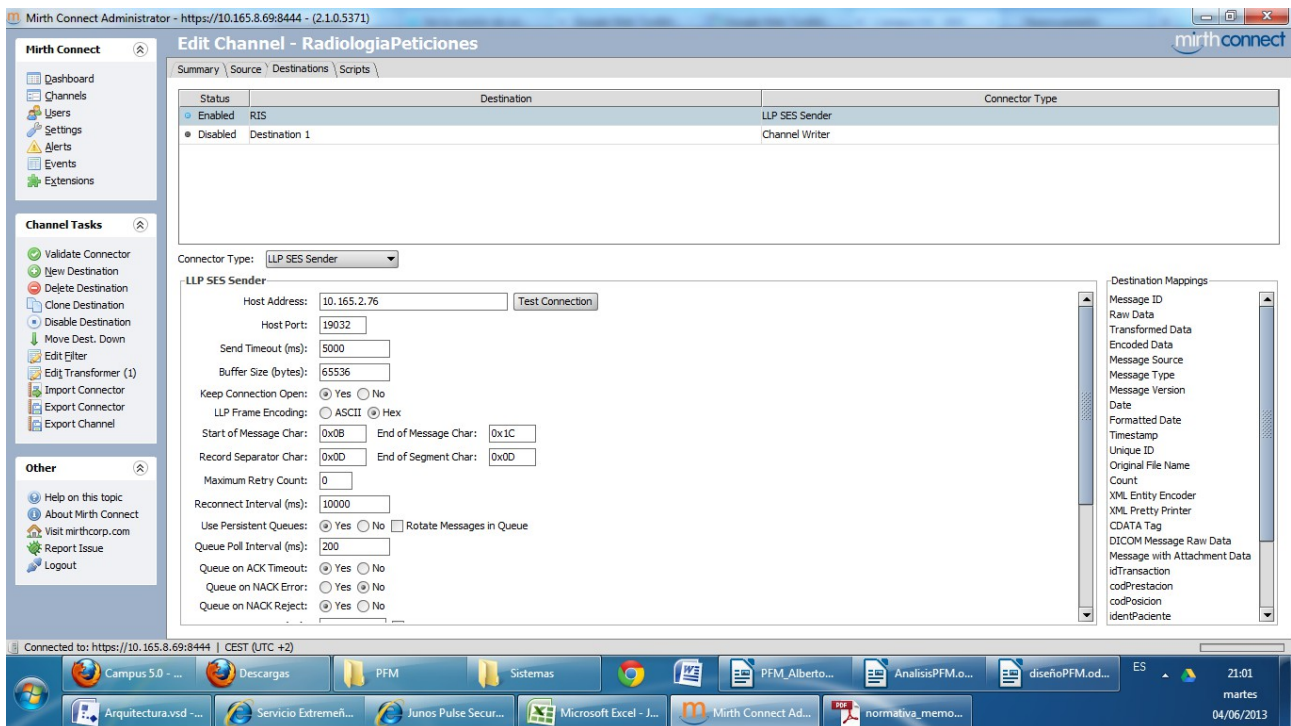 Mirth Connect Administrator - https://10.165.8.69:8444 - (2.1.0.5371)
Mirth Connect
Dashboard
Channels
Users
Settings
Alerts
Events
Extensions
Channel Tasks
Validate Connector
New Destination
Delete Destination
Clone Destination
Disable Destination
Move Dest. Down
Edit Filter
Edit Transformer (1)
Import Connector
Export Connector
Export Channel
Other
Help on this topic
About Mirth Connect
Visit mirthcorp.com
Report Issue
Logout
Edit Channel - RadiologiaPeticiones
mirthconnect
Summary Source Destinations Scripts
Status Destination Connector Type
Enabled RIS LLP SES Sender
Disabled Destination 1 Channel Writer
Connector Type: LLP SES Sender
LLP SES Sender
Host Address: 10.165.2.76 Test Connection
Host Port: 19032
Send Timeout (ms): 5000
Buffer Size (bytes): 65536
Keep Connection Open: Yes No
LLP Frame Encoding: ASCII Hex
Start of Message Char: 0x0B End of Message Char: 0x1C
Record Separator Char: 0x0D End of Segment Char: 0x0D
Maximum Retry Count: 0
Reconnect Interval (ms): 10000
Use Persistent Queues: Yes No Rotate Messages in Queue
Queue Poll Interval (ms): 200
Queue on ACK Timeout: Yes No
Queue on NACK Error: Yes No
Queue on NACK Reject: Yes No
Destination Mappings
Message ID
Raw Data
Transformed Data
Encoded Data
Message Source
Message Type
Message Version
Date
Formatted Date
Timestamp
Unique ID
Original File Name
Count
XML Entity Encoder
XML Pretty Printer
CDATA Tag
DICOM Message Raw Data
Message with Attachment Data
idTransaction
codPrestacion
codPosicion
identPaciente
Connected to: https://10.165.8.69:8444 | CEST (UTC +2)
Campus 5.0 - ... Descargas PFM Sistemas PFM_Alberto... AnalisisPFM.o... diseñoPFM.od... ES 21:01
martes
Arquitectura.vsd -... Servicio Extremeñ... Junos Pulse Secur... Microsoft Excel - J... Mirth Connect Ad... normativa_memo... 04/06/2013